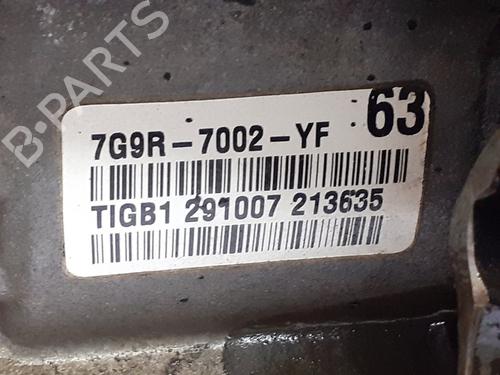 B-PARTS
63
7G9R-7002-YF
TIGB1 291007 213635